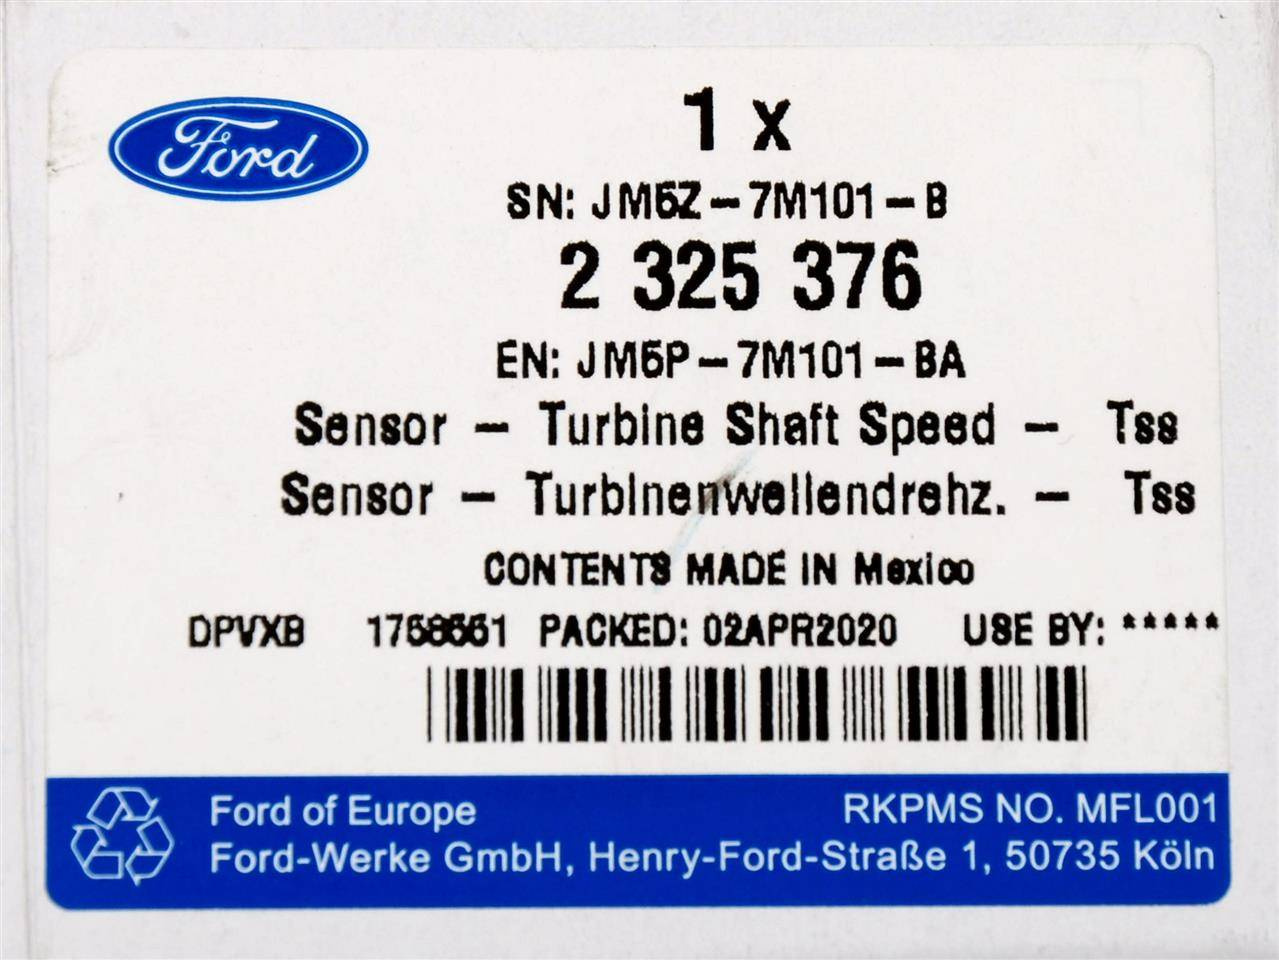 Ford
1 x
SN: JM5Z-7M101-B
2 325 376
EN: JM5P-7M101-BA
Sensor - Turbine Shaft Speed - Tss
Sensor - Turbinenwellendrehz. - Tss
CONTENTS MADE IN Mexico
DPVXB PACKED: 02APR2020 USE BY: *****
Ford of Europe RKPMS NO. MFL001
Ford-Werke GmbH, Henry-Ford-Straße 1, 50735 Köln